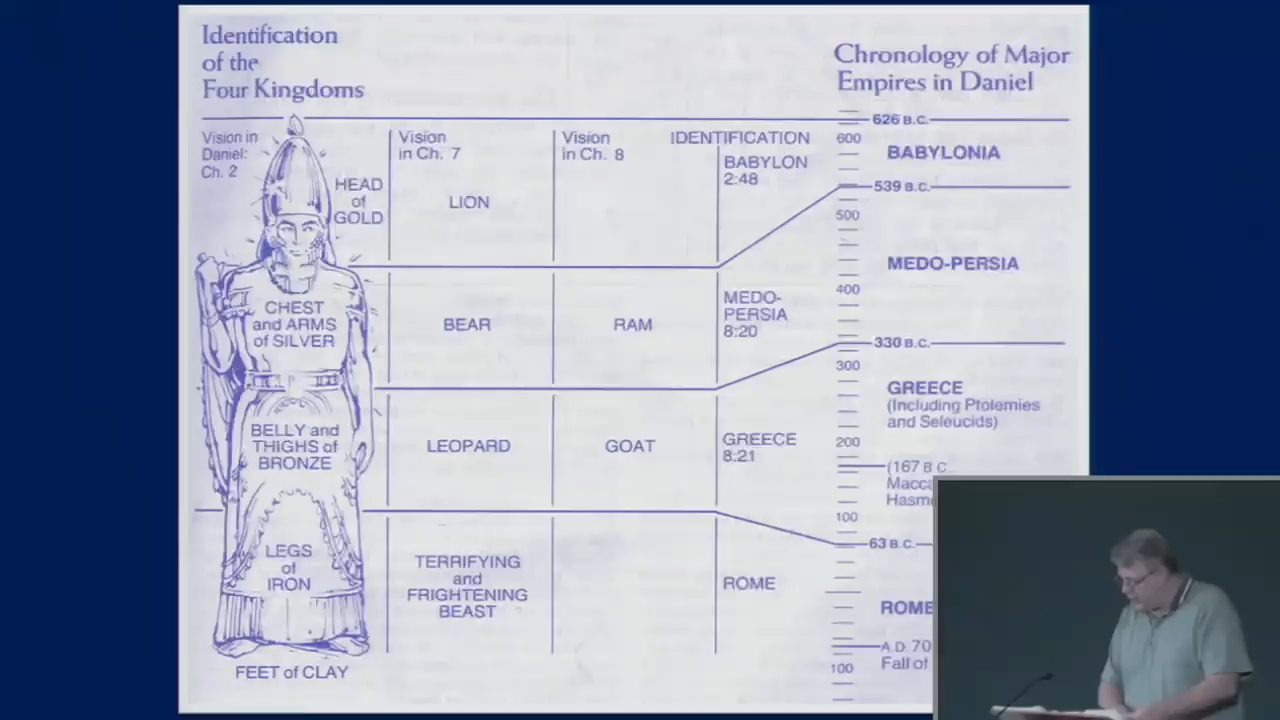 Identification
of the
Four Kingdoms
Chronology of Major
Empires in Daniel
Vision in
Daniel:
Ch. 2
Vision
in Ch. 7
Vision
in Ch. 8
IDENTIFICATION
HEAD
of
GOLD
LION
BABYLON
2:48
CHEST
and ARMS
of SILVER
BEAR
RAM
MEDO-
PERSIA
8:20
BELLY and
THIGHS of
BRONZE
LEOPARD
GOAT
GREECE
8:21
LEGS
of
IRON
TERRIFYING
and
FRIGHTENING
BEAST
ROME
FEET of CLAY
626 B.C.
600
BABYLONIA
539 B.C.
500
MEDO-PERSIA
400
330 B.C.
300
GREECE
(Including Ptolemies
and Seleucids)
200
(167 B.C.
100
63 B.C.
ROME
A.D. 70
Fall of
100